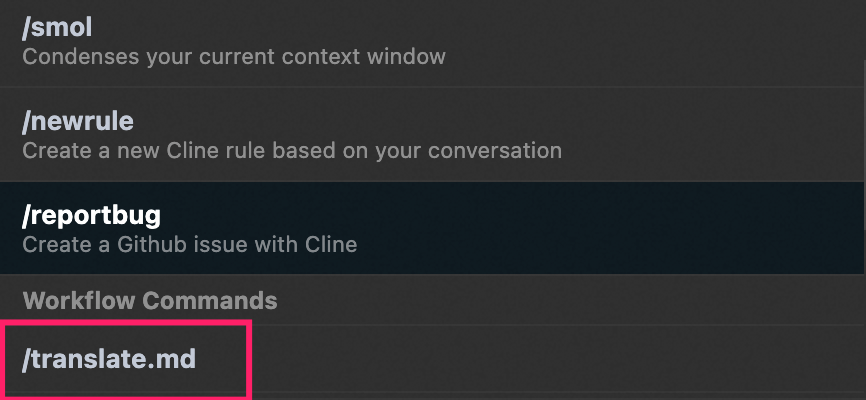 /smol
Condenses your current context window
/newrule
Create a new Cline rule based on your conversation
/reportbug
Create a Github issue with Cline
Workflow Commands
/translate.md